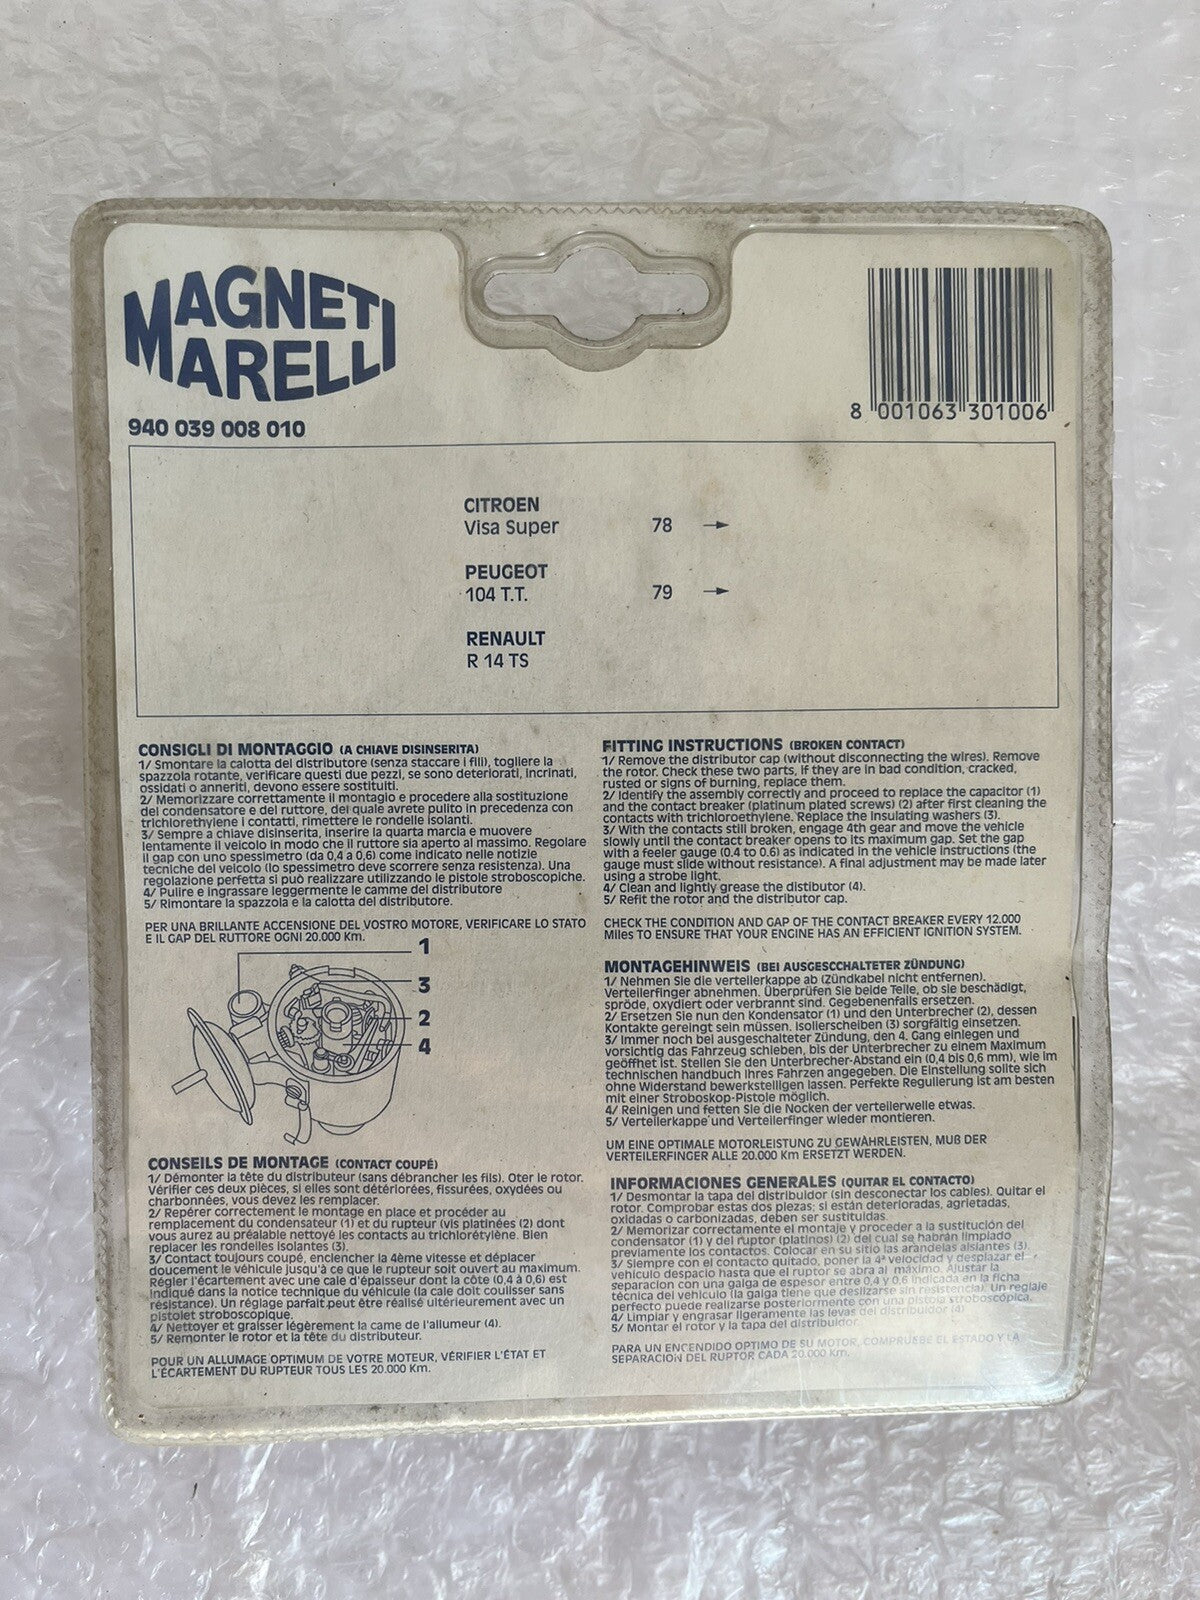 MAGNETI
MARELLI
940 039 008 010
8 001063 301006
CITROEN
Visa Super 78 →
PEUGEOT
104 T.T. 79 →
RENAULT
R 14 TS
CONSIGLI DI MONTAGGIO (A CHIAVE DISINSERITA)
1/ Smontare la calotta del distributore (senza staccare i fili), togliere la
spazzola rotante, verificare questi due pezzi, se sono deteriorati, incrinati,
ossidati o anneriti, devono essere sostituiti.
2/ Memorizzare correttamente il montagio e procedere alla sostituzione
del condensatore e del ruttore, dei quale avrete pulito in precedenza con
trichlorethylene i contatti, rimettere le rondelle isolanti.
3/ Sempre a chiave disinserita, inserire la quarta marcia e muovere
lentamente il veicolo in modo che il ruttore sia aperto al massimo. Regolare
il gap con uno spessimetro (da 0,4 a 0,6) come indicato nelle notizie
tecniche del veicolo (lo spessimetro deve scorrere senza resistenza). Una
regolazione perfetta si può realizzare utilizzando le pistole stroboscopiche.
4/ Pulire e ingrassare leggermente le camme del distributore
5/ Rimontare la spazzola e la calotta del distributore.
PER UNA BRILLANTE ACCENSIONE DEL VOSTRO MOTORE, VERIFICARE LO STATO
E IL GAP DEL RUTTORE OGNI 20.000 Km.
1
3
2
4
CONSEILS DE MONTAGE (CONTACT COUPÉ)
1/ Démonter la tête du distributeur (sans débrancher les fils). Oter le rotor.
Vérifier ces deux pièces, si elles sont détériorées, fissurées, oxydées ou
charbonnées, vous devez les remplacer.
2/ Repérer correctement le montage en place et procéder au
remplacement du condensateur (1) et du rupteur (vis platinées (2) dont
vous aurez au préalable nettoyé les contacts au trichlorétylène. Bien
replacer les rondelles isolantes (3).
3/ Contact toujours coupé, enclencher la 4ème vitesse et déplacer
doucement le véhicule jusqu'à ce que le rupteur soit ouvert au maximum.
Régler l'écartement avec une cale d'épaisseur dont la côte (0,4 à 0,6) est
indiqué dans la notice technique du véhicule (la cale doit coulisser sans
résistance). Un réglage parfait peut être réalisé ultérieurement avec un
pistolet stroboscopique.
4/ Nettoyer et graisser légèrement la came de l'allumeur (4).
5/ Remonter le rotor et la tête du distributeur.
POUR UN ALLUMAGE OPTIMUM DE VOTRE MOTEUR, VÉRIFIER L'ÉTAT ET
L'ÉCARTEMENT DU RUPTEUR TOUS LES 20.000 Km.
FITTING INSTRUCTIONS (BROKEN CONTACT)
1/ Remove the distributor cap (without disconnecting the wires). Remove
the rotor. Check these two parts, if they are in bad condition, cracked,
rusted or signs of burning, replace them.
2/ Identify the assembly correctly and proceed to replace the capacitor (1)
and the contact breaker (platinum plated screws) (2) after first cleaning the
contacts with trichloroethylene. Replace the insulating washers (3).
3/ With the contacts still broken, engage 4th gear and move the vehicle
slowly until the contact breaker opens to its maximum gap. Set the gap
with a feeler gauge (0.4 to 0.6) as indicated in the vehicle instructions (the
gauge must slide without resistance). A final adjustment may be made later
using a strobe light.
4/ Clean and lightly grease the distibutor (4).
5/ Refit the rotor and the distributor cap.
CHECK THE CONDITION AND GAP OF THE CONTACT BREAKER EVERY 12.000
Miles TO ENSURE THAT YOUR ENGINE HAS AN EFFICIENT IGNITION SYSTEM.
MONTAGEHINWEIS (BEI AUSGESCCHALTETER ZÜNDUNG)
1/ Nehmen Sie die verteilerkappe ab (Zündkabel nicht entfernen).
Verteilerfinger abnehmen. Überprüfen Sie beide Teile, ob sie beschädigt,
spröde, oxydiert oder verbrannt sind. Gegebenenfalls ersetzen.
2/ Ersetzen Sie nun den Kondensator (1) und den Unterbrecher (2), dessen
Kontakte gereingt sein müssen. Isolierscheiben (3) sorgfältig einsetzen.
3/ Immer noch bei ausgeschalteter Zündung, den 4. Gang einlegen und
vorsichtig das Fahrzeug schieben, bis der Unterbrecher zu einem Maximum
geöffnet ist. Stellen Sie den Unterbrecher-Abstand ein (0,4 bis 0,6 mm), wie im
technischen handbuch ihres Fahrzen angegeben. Die Einstellung sollte sich
ohne Widerstand bewerkstelligen lassen. Perfekte Regulierung ist am besten
mit einer Stroboskop-Pistole möglich.
4/ Reinigen und fetten Sie die Nocken der verteilerwelle etwas.
5/ Verteilerkappe und Verteilerfinger wieder montieren.
UM EINE OPTIMALE MOTORLEISTUNG ZU GEWÄHRLEISTEN, MUß DER
VERTEILERFINGER ALLE 20.000 Km ERSETZT WERDEN.
INFORMACIONES GENERALES (QUITAR EL CONTACTO)
1/ Desmontar la tapa del distribuidor (sin desconectar los cables). Quitar el
rotor. Comprobar estas dos piezas; si están deterioradas, agrietadas,
oxidadas o carbonizadas, deben ser sustituidas.
2/ Memorizar correctamente el montaje y proceder a la sustitución del
condensator (1) y del ruptor (platinos) (2) del cual se habrán limpiado
previamente los contactos. Colocar en su sitio las arandelas aislantes (3).
3/ Siempre con el contacto quitado, poner la 4ª velocidad y desplazar el
vehiculo despacio hasta que el ruptor se abra al máximo. Ajustar la
separacion con una galga de espesor entre 0,4 y 0,6 indicada en la ficha
técnica del vehiculo (la galga tiene que deslizarse sin resistencia). Un reglaje
perfecto puede realizarse posteriormente con una pistola stroboscópica.
4/ Limpiar y engrasar ligeramente las levas del distribuidor (4)
5/ Montar el rotor y la tapa del distribuidor.
PARA UN ENCENDIDO OPTIMO DE SU MOTOR, COMPRUEBE EL ESTADO Y LA
SEPARACION DEL RUPTOR CADA 20.000 Km.